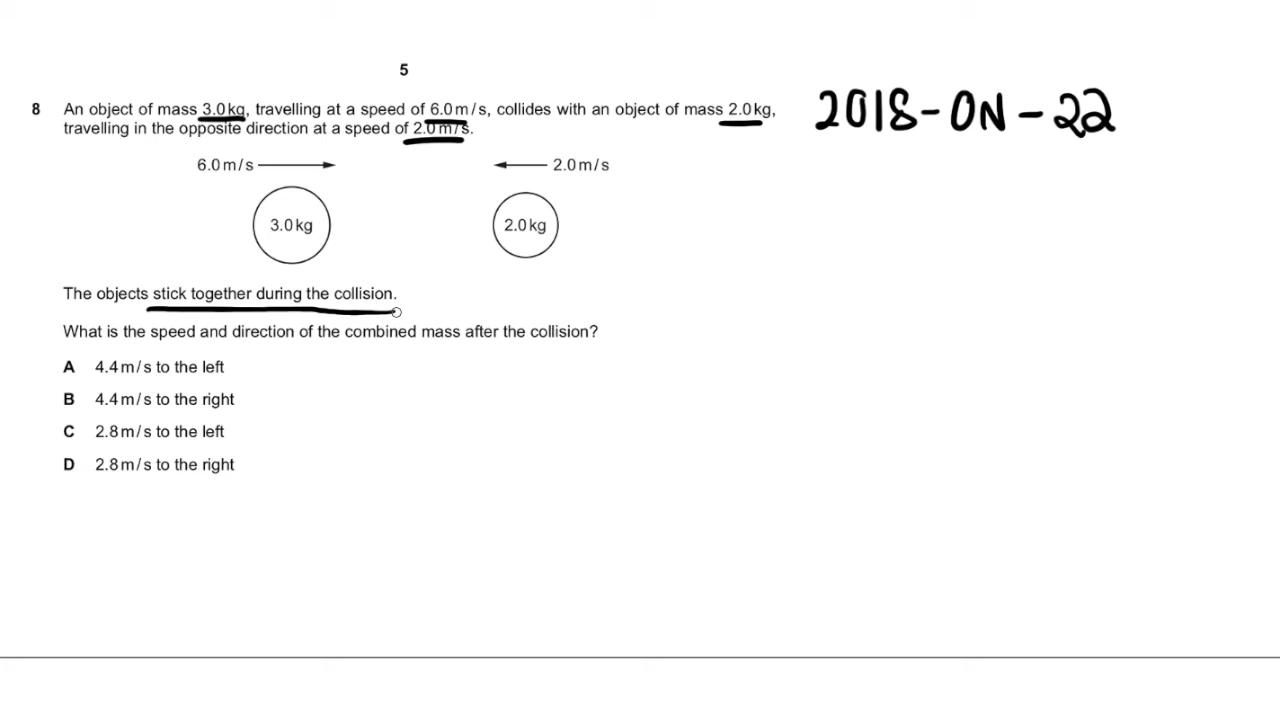 5
8 An object of mass 3.0 kg, travelling at a speed of 6.0 m/s, collides with an object of mass 2.0 kg,
travelling in the opposite direction at a speed of 2.0 m/s.
2018-ON-22
6.0 m/s 2.0 m/s
3.0 kg 2.0 kg
The objects stick together during the collision.
What is the speed and direction of the combined mass after the collision?
A 4.4 m/s to the left
B 4.4 m/s to the right
C 2.8 m/s to the left
D 2.8 m/s to the right